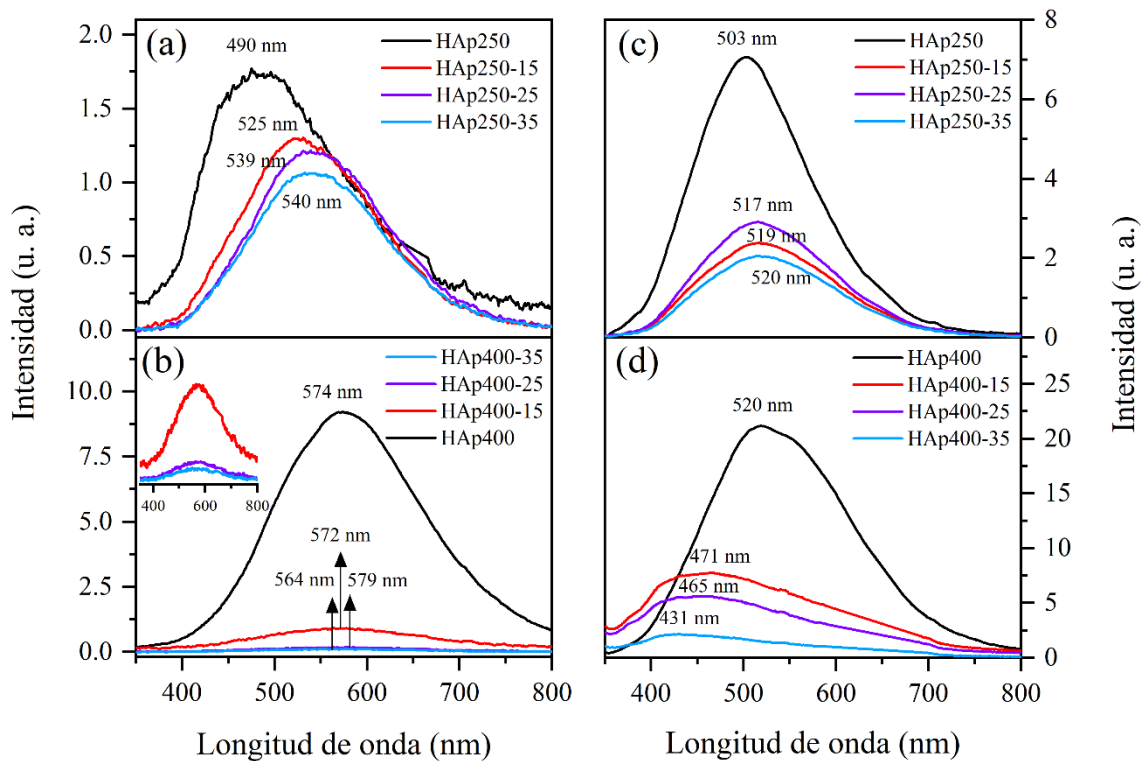 (a)
490 nm
525 nm
539 nm
540 nm
HAp250
HAp250-15
HAp250-25
HAp250-35
2.0
1.5
1.0
0.5
0.0
(c)
503 nm
517 nm
519 nm
520 nm
HAp250
HAp250-15
HAp250-25
HAp250-35
8
7
6
5
4
3
2
1
0
(b)
574 nm
572 nm
564 nm
579 nm
HAp400-35
HAp400-25
HAp400-15
HAp400
10.0
7.5
5.0
2.5
0.0
400 600 800
400 500 600 700 800
(d)
520 nm
471 nm
465 nm
431 nm
HAp400
HAp400-15
HAp400-25
HAp400-35
25
20
15
10
5
0
400 500 600 700 800
Intensidad (u. a.)
Intensidad (u. a.)
Intensidad (u. a.)
Intensidad (u. a.)
Longitud de onda (nm)
Longitud de onda (nm)